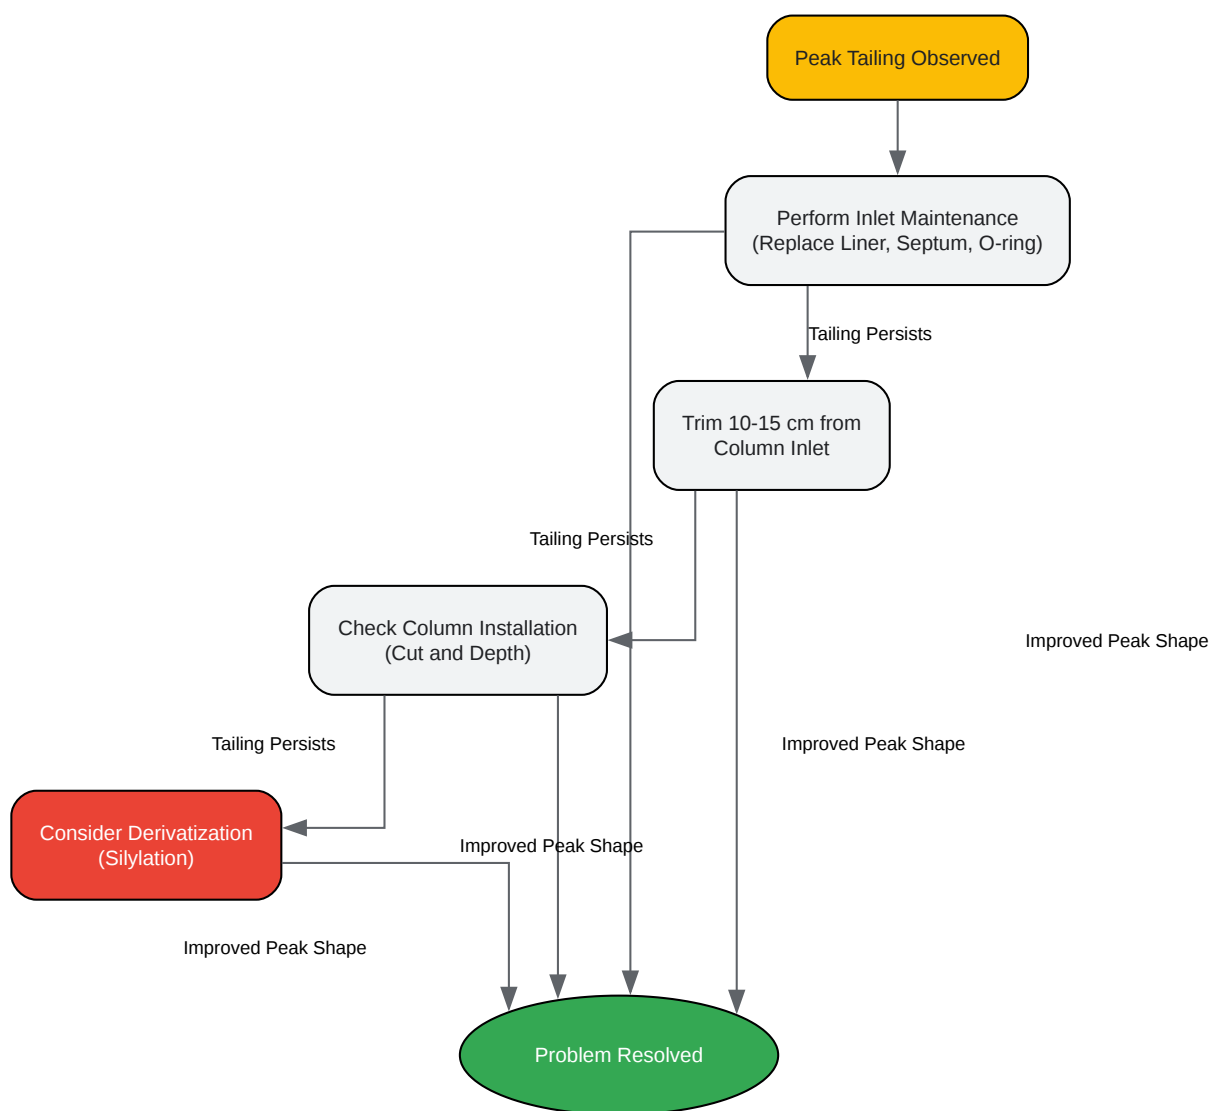 Peak Tailing Observed
Perform Inlet Maintenance
(Replace Liner, Septum, O-ring)
Tailing Persists
Trim 10-15 cm from
Column Inlet
Tailing Persists
Check Column Installation
(Cut and Depth)
Improved Peak Shape
Tailing Persists
Improved Peak Shape
Consider Derivatization
(Silylation)
Improved Peak Shape
Improved Peak Shape
Problem Resolved